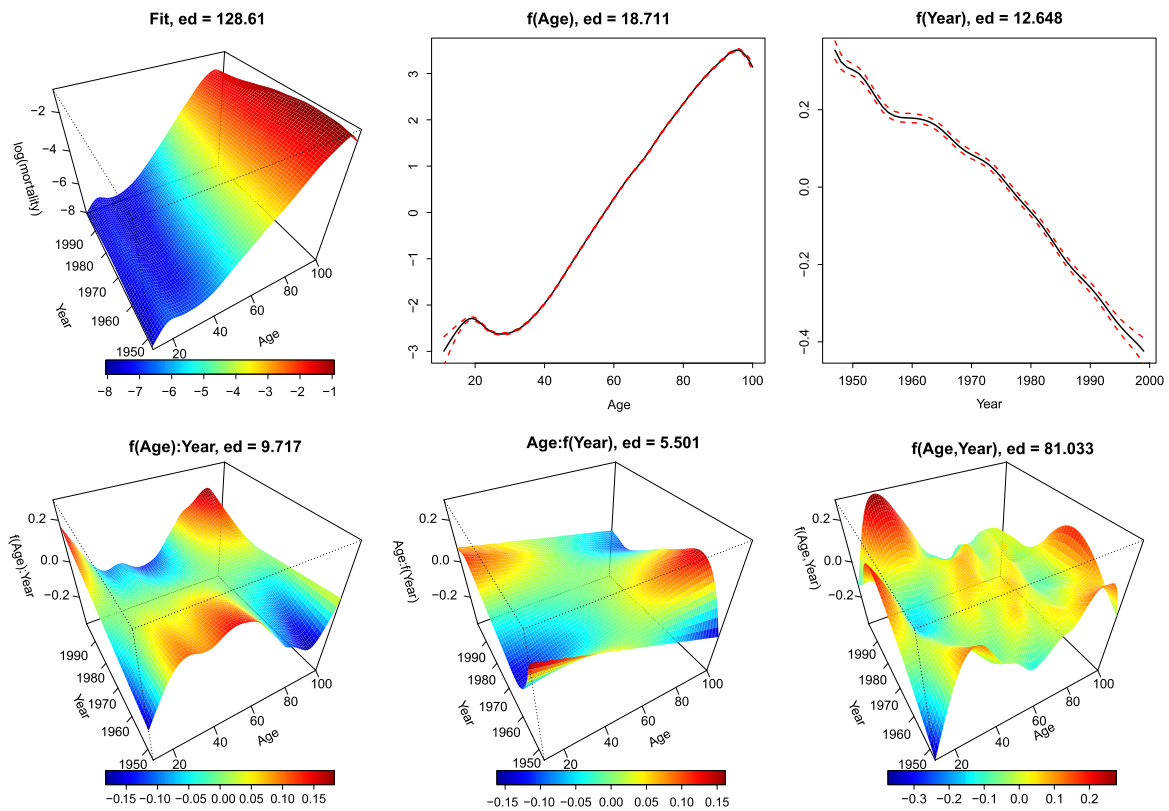 Fit, ed = 128.61
−2
−4
−6
−8
log(mortality)
1990
1980
1970
1960
1950
Year
20
40
60
80
100
Age
−8 −7 −6 −5 −4 −3 −2 −1
f(Age), ed = 18.711
3
2
1
0
−1
−2
−3
20 40 60 80 100
Age
f(Year), ed = 12.648
0.2
0.0
−0.2
−0.4
1950 1960 1970 1980 1990 2000
Year
f(Age):Year, ed = 9.717
0.2
0.0
−0.2
f(Age):Year
1990
1980
1970
1960
1950
Year
20
40
60
80
100
Age
−0.15 −0.10 −0.05 0.00 0.05 0.10 0.15
Age:f(Year), ed = 5.501
0.2
0.0
−0.2
Age:f(Year)
1990
1980
1970
1960
1950
Year
20
40
60
80
100
Age
−0.15 −0.10 −0.05 0.00 0.05 0.10 0.15
f(Age,Year), ed = 81.033
0.2
0.0
−0.2
f(Age,Year)
1990
1980
1970
1960
1950
Year
20
40
60
80
100
Age
−0.3 −0.2 −0.1 0.0 0.1 0.2